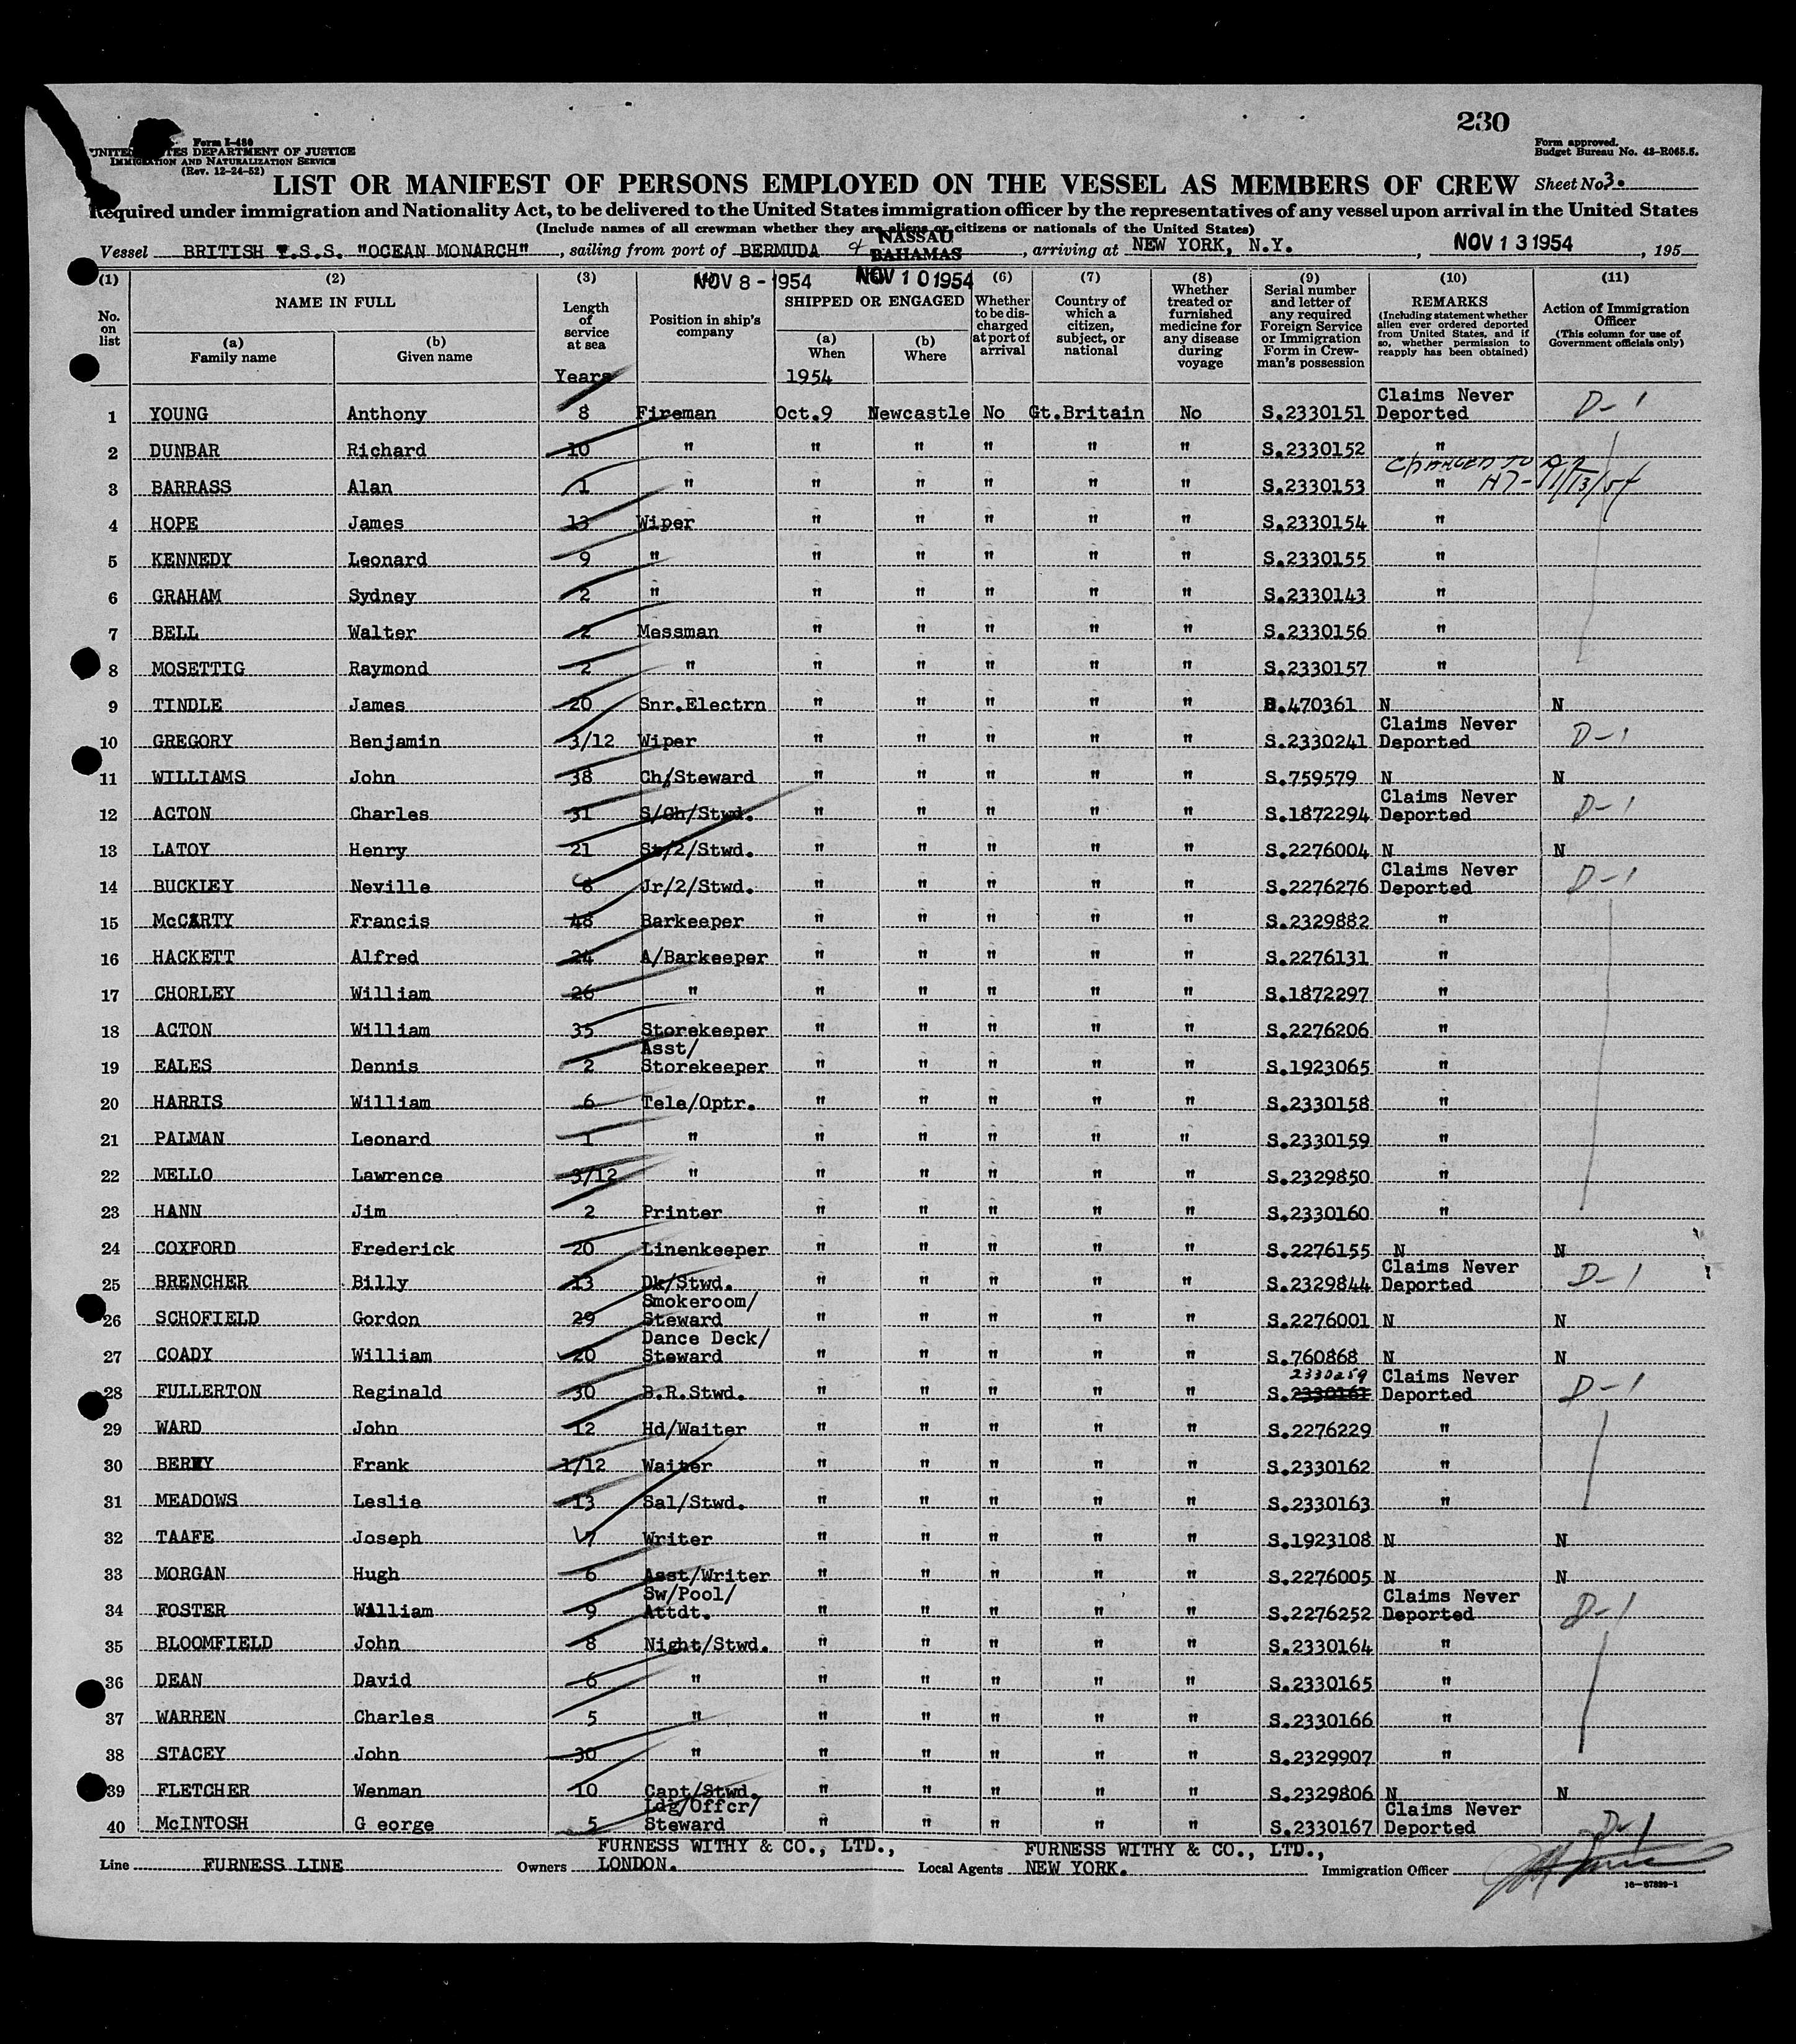 230
Form I-480
UNITED STATES DEPARTMENT OF JUSTICE
IMMIGRATION AND NATURALIZATION SERVICE
(Rev. 12-24-52)
Form approved.
Budget Bureau No. 43-R065.5.
LIST OR MANIFEST OF PERSONS EMPLOYED ON THE VESSEL AS MEMBERS OF CREW Sheet No. 3.
Required under immigration and Nationality Act, to be delivered to the United States immigration officer by the representatives of any vessel upon arrival in the United States
(Include names of all crewman whether they are aliens or citizens or nationals of the United States)
Vessel BRITISH T.S.S. "OCEAN MONARCH", sailing from port of BERMUDA & NASSAU BAHAMAS, arriving at NEW YORK, N.Y., NOV 13 1954, 195
NOV 8 - 1954 NOV 10 1954
(1) No. on list
(2) NAME IN FULL
(a) Family name
(b) Given name
(3) Length of service at sea
Years
Position in ship's company
SHIPPED OR ENGAGED
(a) When
1954
(b) Where
(6) Whether to be discharged at port of arrival
(7) Country of which a citizen, subject, or national
(8) Whether treated or furnished medicine for any disease during voyage
(9) Serial number and letter of any required Foreign Service or Immigration Form in Crewman's possession
(10) REMARKS (Including statement whether alien ever ordered deported from United States, and if so, whether permission to reapply has been obtained)
(11) Action of Immigration Officer (This column for use of Government officials only)
1 YOUNG Anthony 8 Fireman Oct.9 Newcastle No Gt.Britain No S.2330151 Claims Never Deported D-1
2 DUNBAR Richard 10 " " " " " " S.2330152 "
CHANGED TO D2
3 BARRASS Alan 1 " " " " " " S.2330153 " 11/13/54
4 HOPE James 13 Wiper " " " " " S.2330154 "
5 KENNEDY Leonard 9 " " " " " " S.2330155 "
6 GRAHAM Sydney 2 " " " " " " S.2330143 "
7 BELL Walter 2 Messman " " " " " S.2330156 "
8 MOSETTIG Raymond 2 " " " " " " S.2330157 "
9 TINDLE James 20 Snr.Electrn " " " " " .470361 N N
10 GREGORY Benjamin 3/12 Wiper " " " " " S.2330241 Claims Never Deported D-1
11 WILLIAMS John 38 Ch/Steward " " " " " S.759579 N N
12 ACTON Charles 31 S/Ch/Stwd. " " " " " S.1872294 Claims Never Deported D-1
13 LATOY Henry 21 St/2/Stwd. " " " " " S.2276004 N N
14 BUCKLEY Neville 6 Jr/2/Stwd. " " " " " S.2276276 Claims Never Deported D-1
15 McCARTY Francis 48 Barkeeper " " " " " S.2329882 "
16 HACKETT Alfred 24 A/Barkeeper " " " " " S.2276131 "
17 CHORLEY William 26 " " " " " " S.1872297 "
18 ACTON William 35 Storekeeper " " " " " S.2276206 "
19 EALES Dennis 2 Asst/Storekeeper " " " " " S.1923065 "
20 HARRIS William 6 Tele/Optr. " " " " " S.2330158 "
21 PALMAN Leonard 1 " " " " " " S.2330159 "
22 MELLO Lawrence 3/12 " " " " " " S.2329850 "
23 HANN Jim 2 Printer " " " " " S.2330160 "
24 COXFORD Frederick 20 Linenkeeper " " " " " S.2276155 N N
25 BRENCHER Billy 13 Dk/Stwd. " " " " " S.2329844 Claims Never Deported D-1
26 SCHOFIELD Gordon 29 Smokeroom/Steward " " " " " S.2276001 N N
27 COADY William 20 Dance Deck/Steward " " " " " S.760868 N N
28 FULLERTON Reginald 30 B.R.Stwd. " " " " " S.2330161 2330259 Claims Never Deported D-1
29 WARD John 12 Hd/Waiter " " " " " S.2276229 "
30 BERRY Frank 1/12 Waiter " " " " " S.2330162 "
31 MEADOWS Leslie 13 Sal/Stwd. " " " " " S.2330163 "
32 TAAFE Joseph 7 Writer " " " " " S.1923108 N N
33 MORGAN Hugh 6 Asst/Writer " " " " " S.2276005 N N
34 FOSTER William 9 Sw/Pool/Attdt. " " " " " S.2276252 Claims Never Deported D-1
35 BLOOMFIELD John 8 Night/Stwd. " " " " " S.2330164 "
36 DEAN David 6 " " " " " " S.2330165 "
37 WARREN Charles 5 " " " " " " S.2330166 "
38 STACEY John 30 " " " " " " S.2329907 "
39 FLETCHER Wenman 10 Capt/Stwd. " " " " " S.2329806 N N
40 McINTOSH G eorge 5 Ldg/Offcr/Steward " " " " " S.2330167 Claims Never Deported D-1
Line FURNESS LINE Owners FURNESS WITHY & CO., LTD., LONDON. Local Agents FURNESS WITHY & CO., LTD., NEW YORK. Immigration Officer
16-67829-1